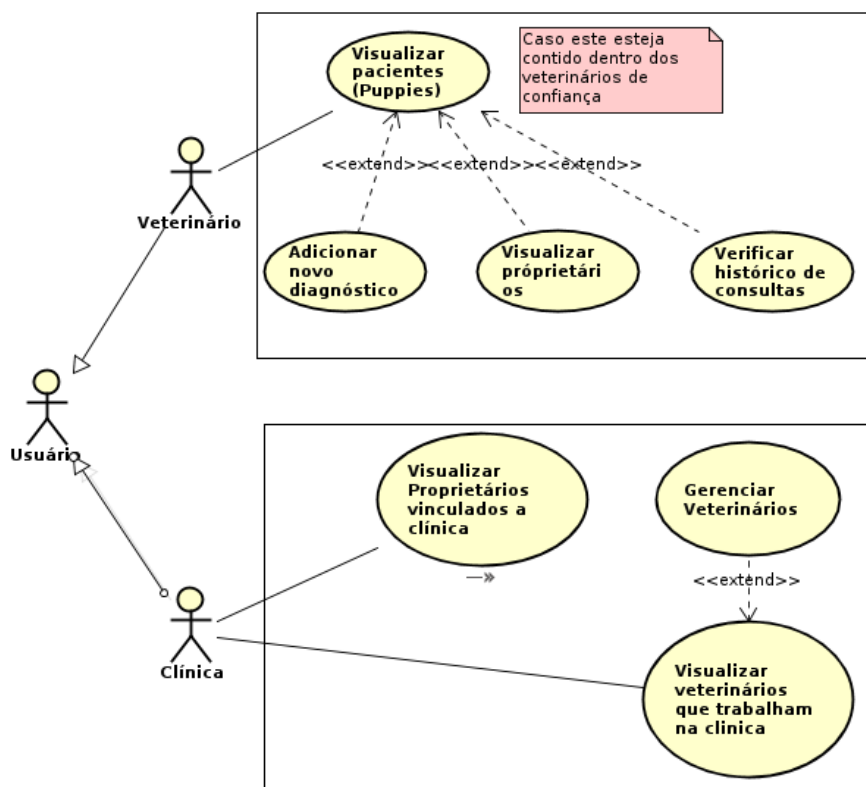 Visualizar
pacientes
(Puppies)
Caso este esteja
contido dentro dos
veterinários de
confiança
<<extend>>
<<extend>>
<<extend>>
Veterinário
Adicionar
novo
diagnóstico
Visualizar
próprietári
os
Verificar
histórico de
consultas
Usuário
Visualizar
Proprietários
vinculados a
clínica
Gerenciar
Veterinários
<<extend>>
Clínica
Visualizar
veterinários
que trabalham
na clinica